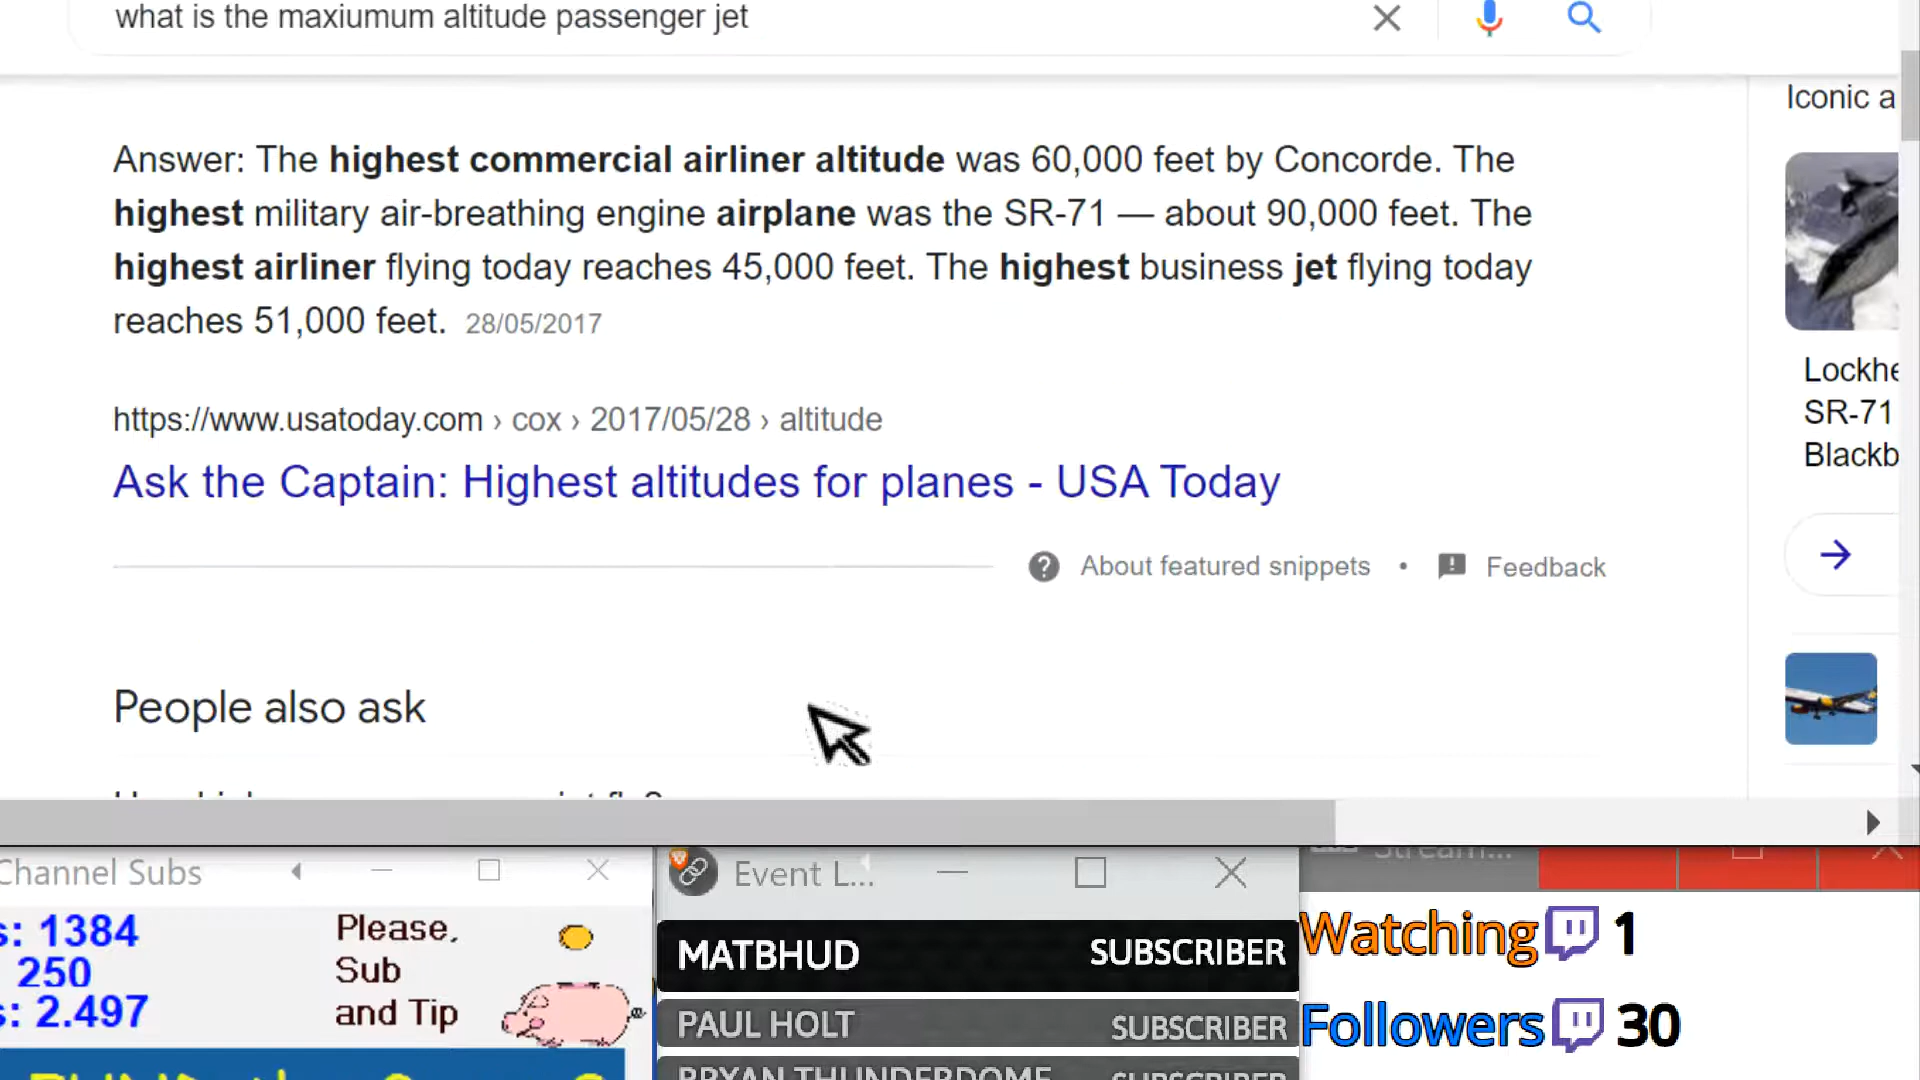 what is the maxiumum altitude passenger jet
Answer: The highest commercial airliner altitude was 60,000 feet by Concorde. The
highest military air-breathing engine airplane was the SR-71 — about 90,000 feet. The
highest airliner flying today reaches 45,000 feet. The highest business jet flying today
reaches 51,000 feet. 28/05/2017
https://www.usatoday.com › cox › 2017/05/28 › altitude
Ask the Captain: Highest altitudes for planes - USA Today
About featured snippets • Feedback
People also ask
Iconic a
Lockhe
SR-71
Blackb
Channel Subs
s: 1384
250
s: 2.497
Please,
Sub
and Tip
Event L...
MATBHUD SUBSCRIBER
PAUL HOLT SUBSCRIBER
BRYAN THUNDERDOME SUBSCRIBER
Stream...
Watching 1
Followers 30